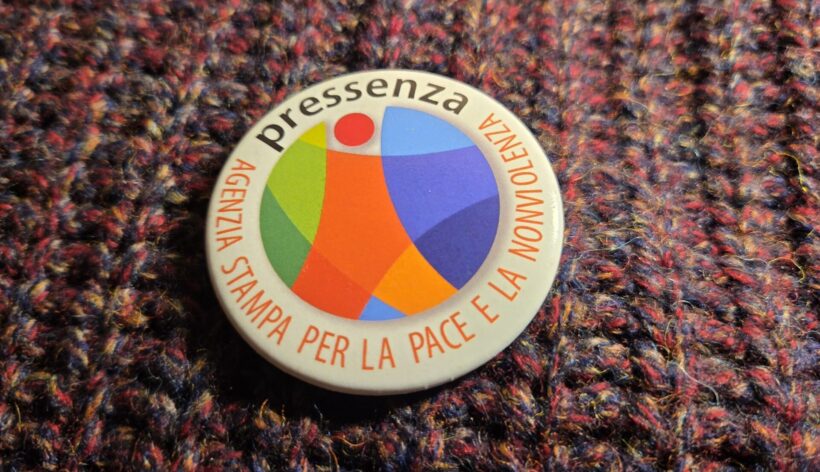 pressenza
AGENZIA STAMPA PER LA PACE E LA NONVIOLENZA